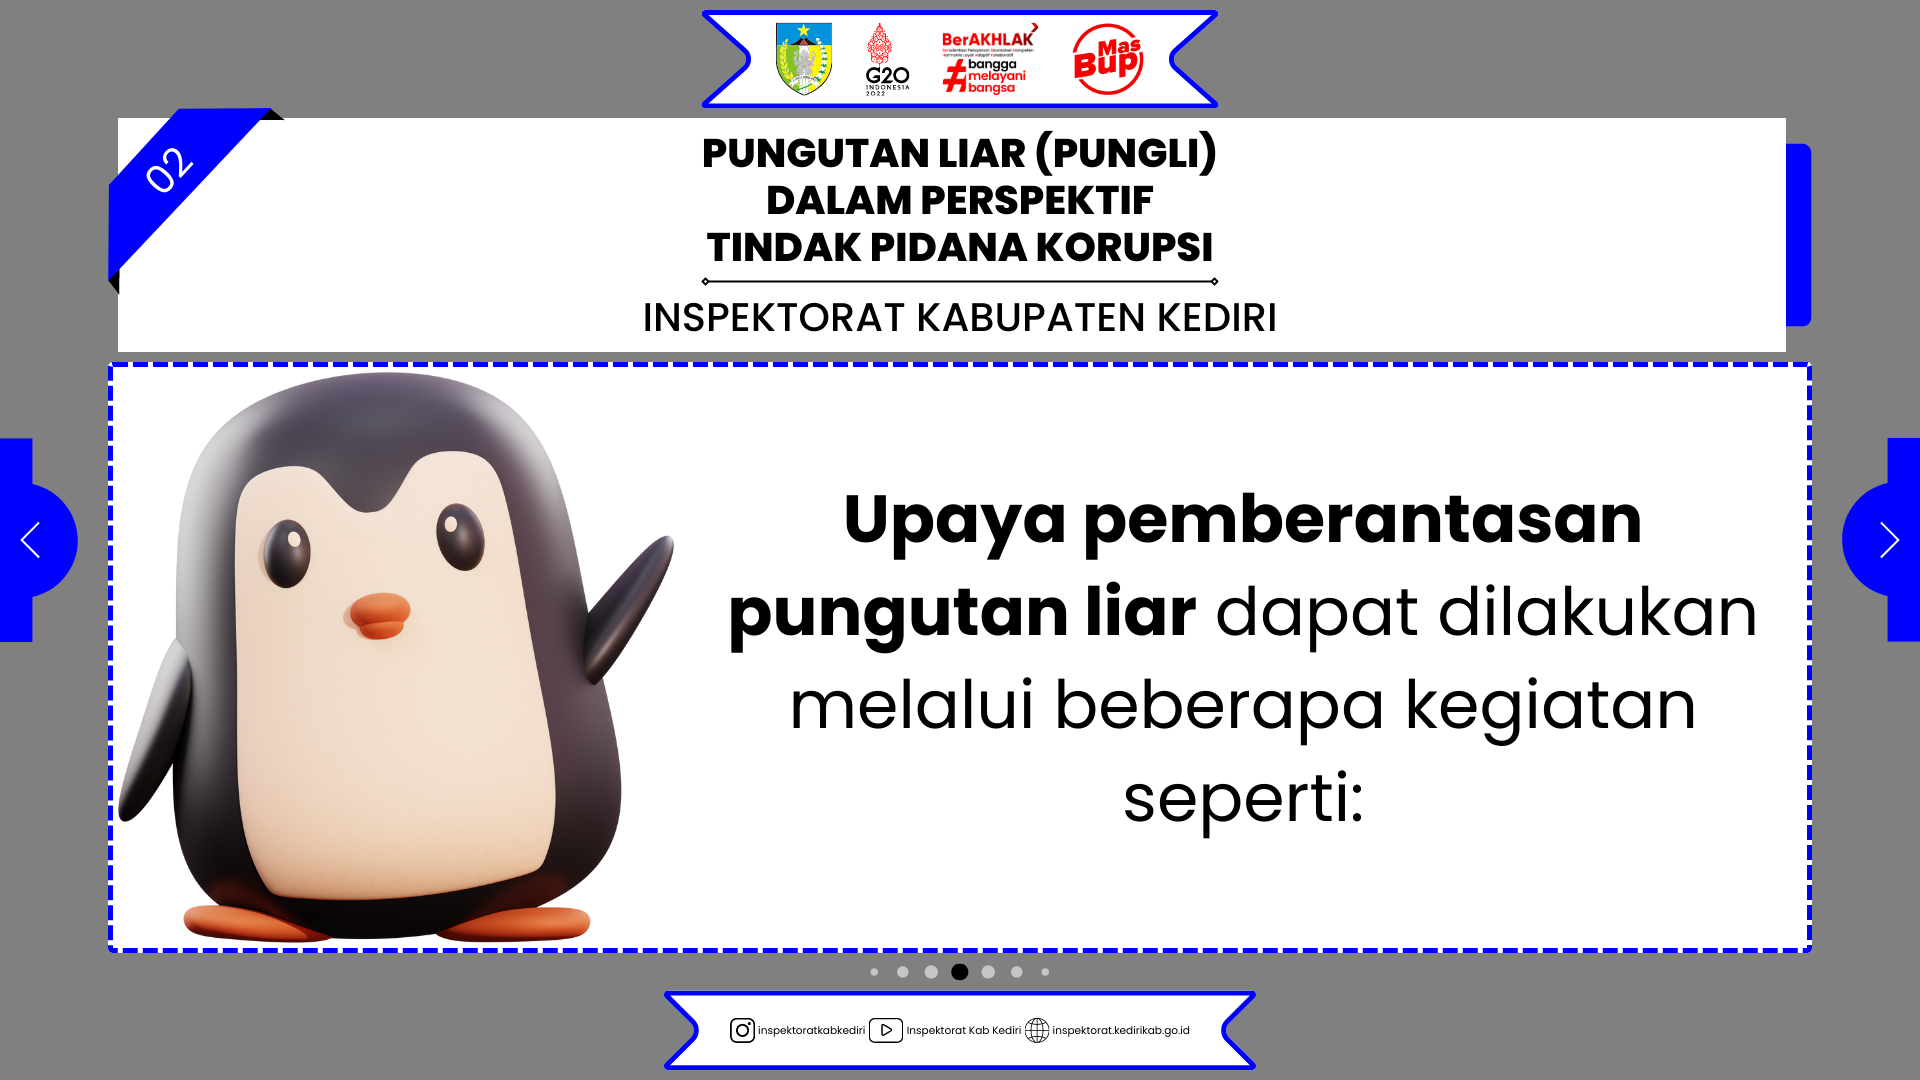 G20
INDONESIA
2022
BerAKHLAK
#bangga
melayani
bangsa
Mas
Bup
02
PUNGUTAN LIAR (PUNGLI)
DALAM PERSPEKTIF
TINDAK PIDANA KORUPSI
INSPEKTORAT KABUPATEN KEDIRI
Upaya pemberantasan
pungutan liar dapat dilakukan
melalui beberapa kegiatan
seperti:
inspektoratkabkediri Inspektorat Kab Kediri inspektorat.kedirikab.go.id